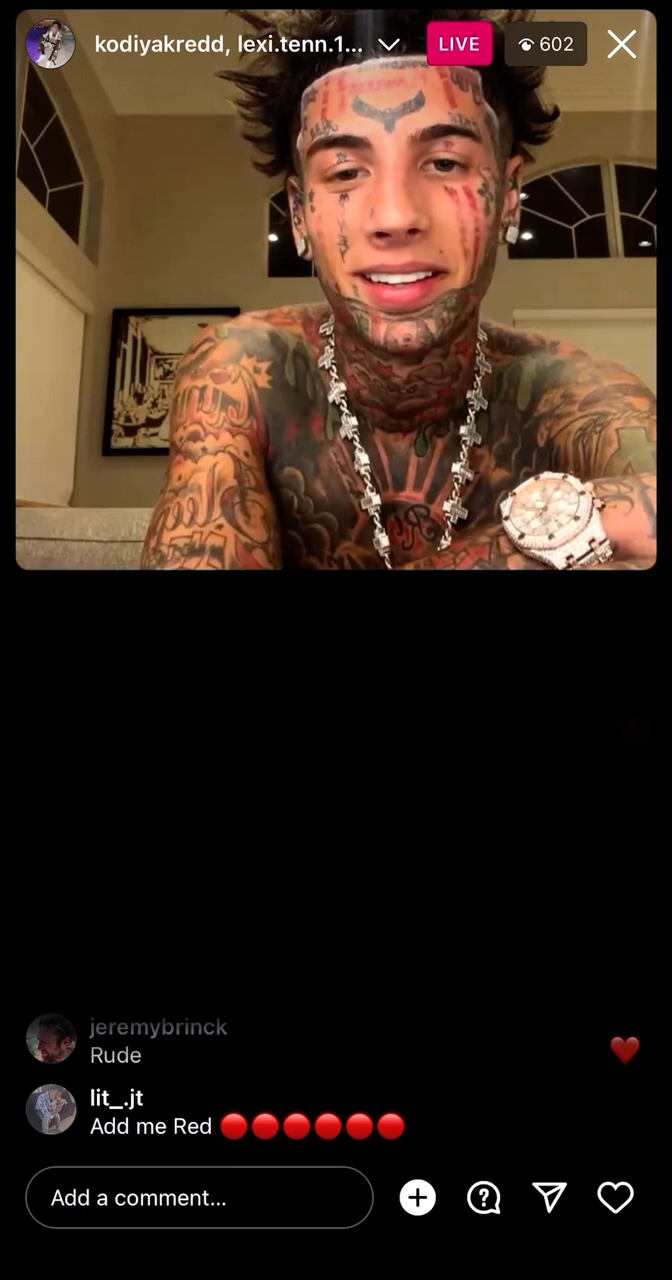 kodiyakredd, lexi.tenn.1...
LIVE
602
jeremybrinck
Rude
lit_.jt
Add me Red 🔴🔴🔴🔴🔴🔴
Add a comment...